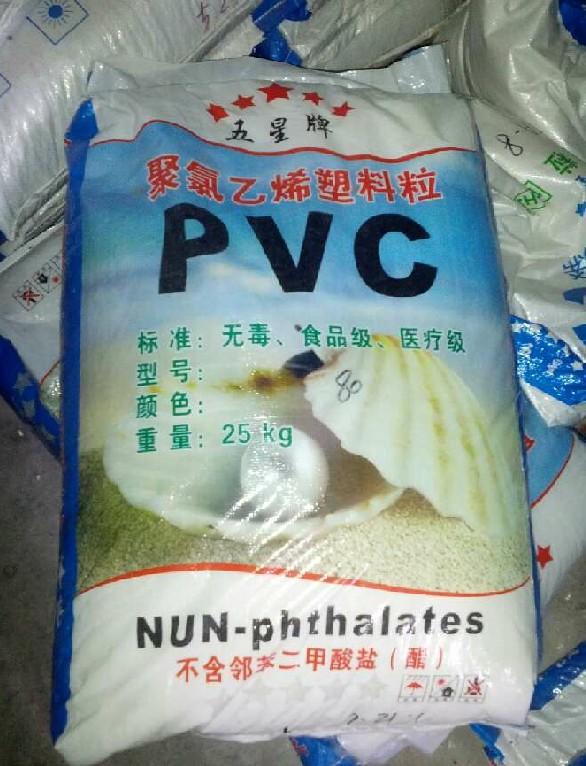 五星牌
聚氯乙烯塑料粒
PVC
标准：无毒、食品级、医疗级
型号：
颜色：
重量：25 kg
80
NUN-phthalates
不含邻苯二甲酸盐（酯）